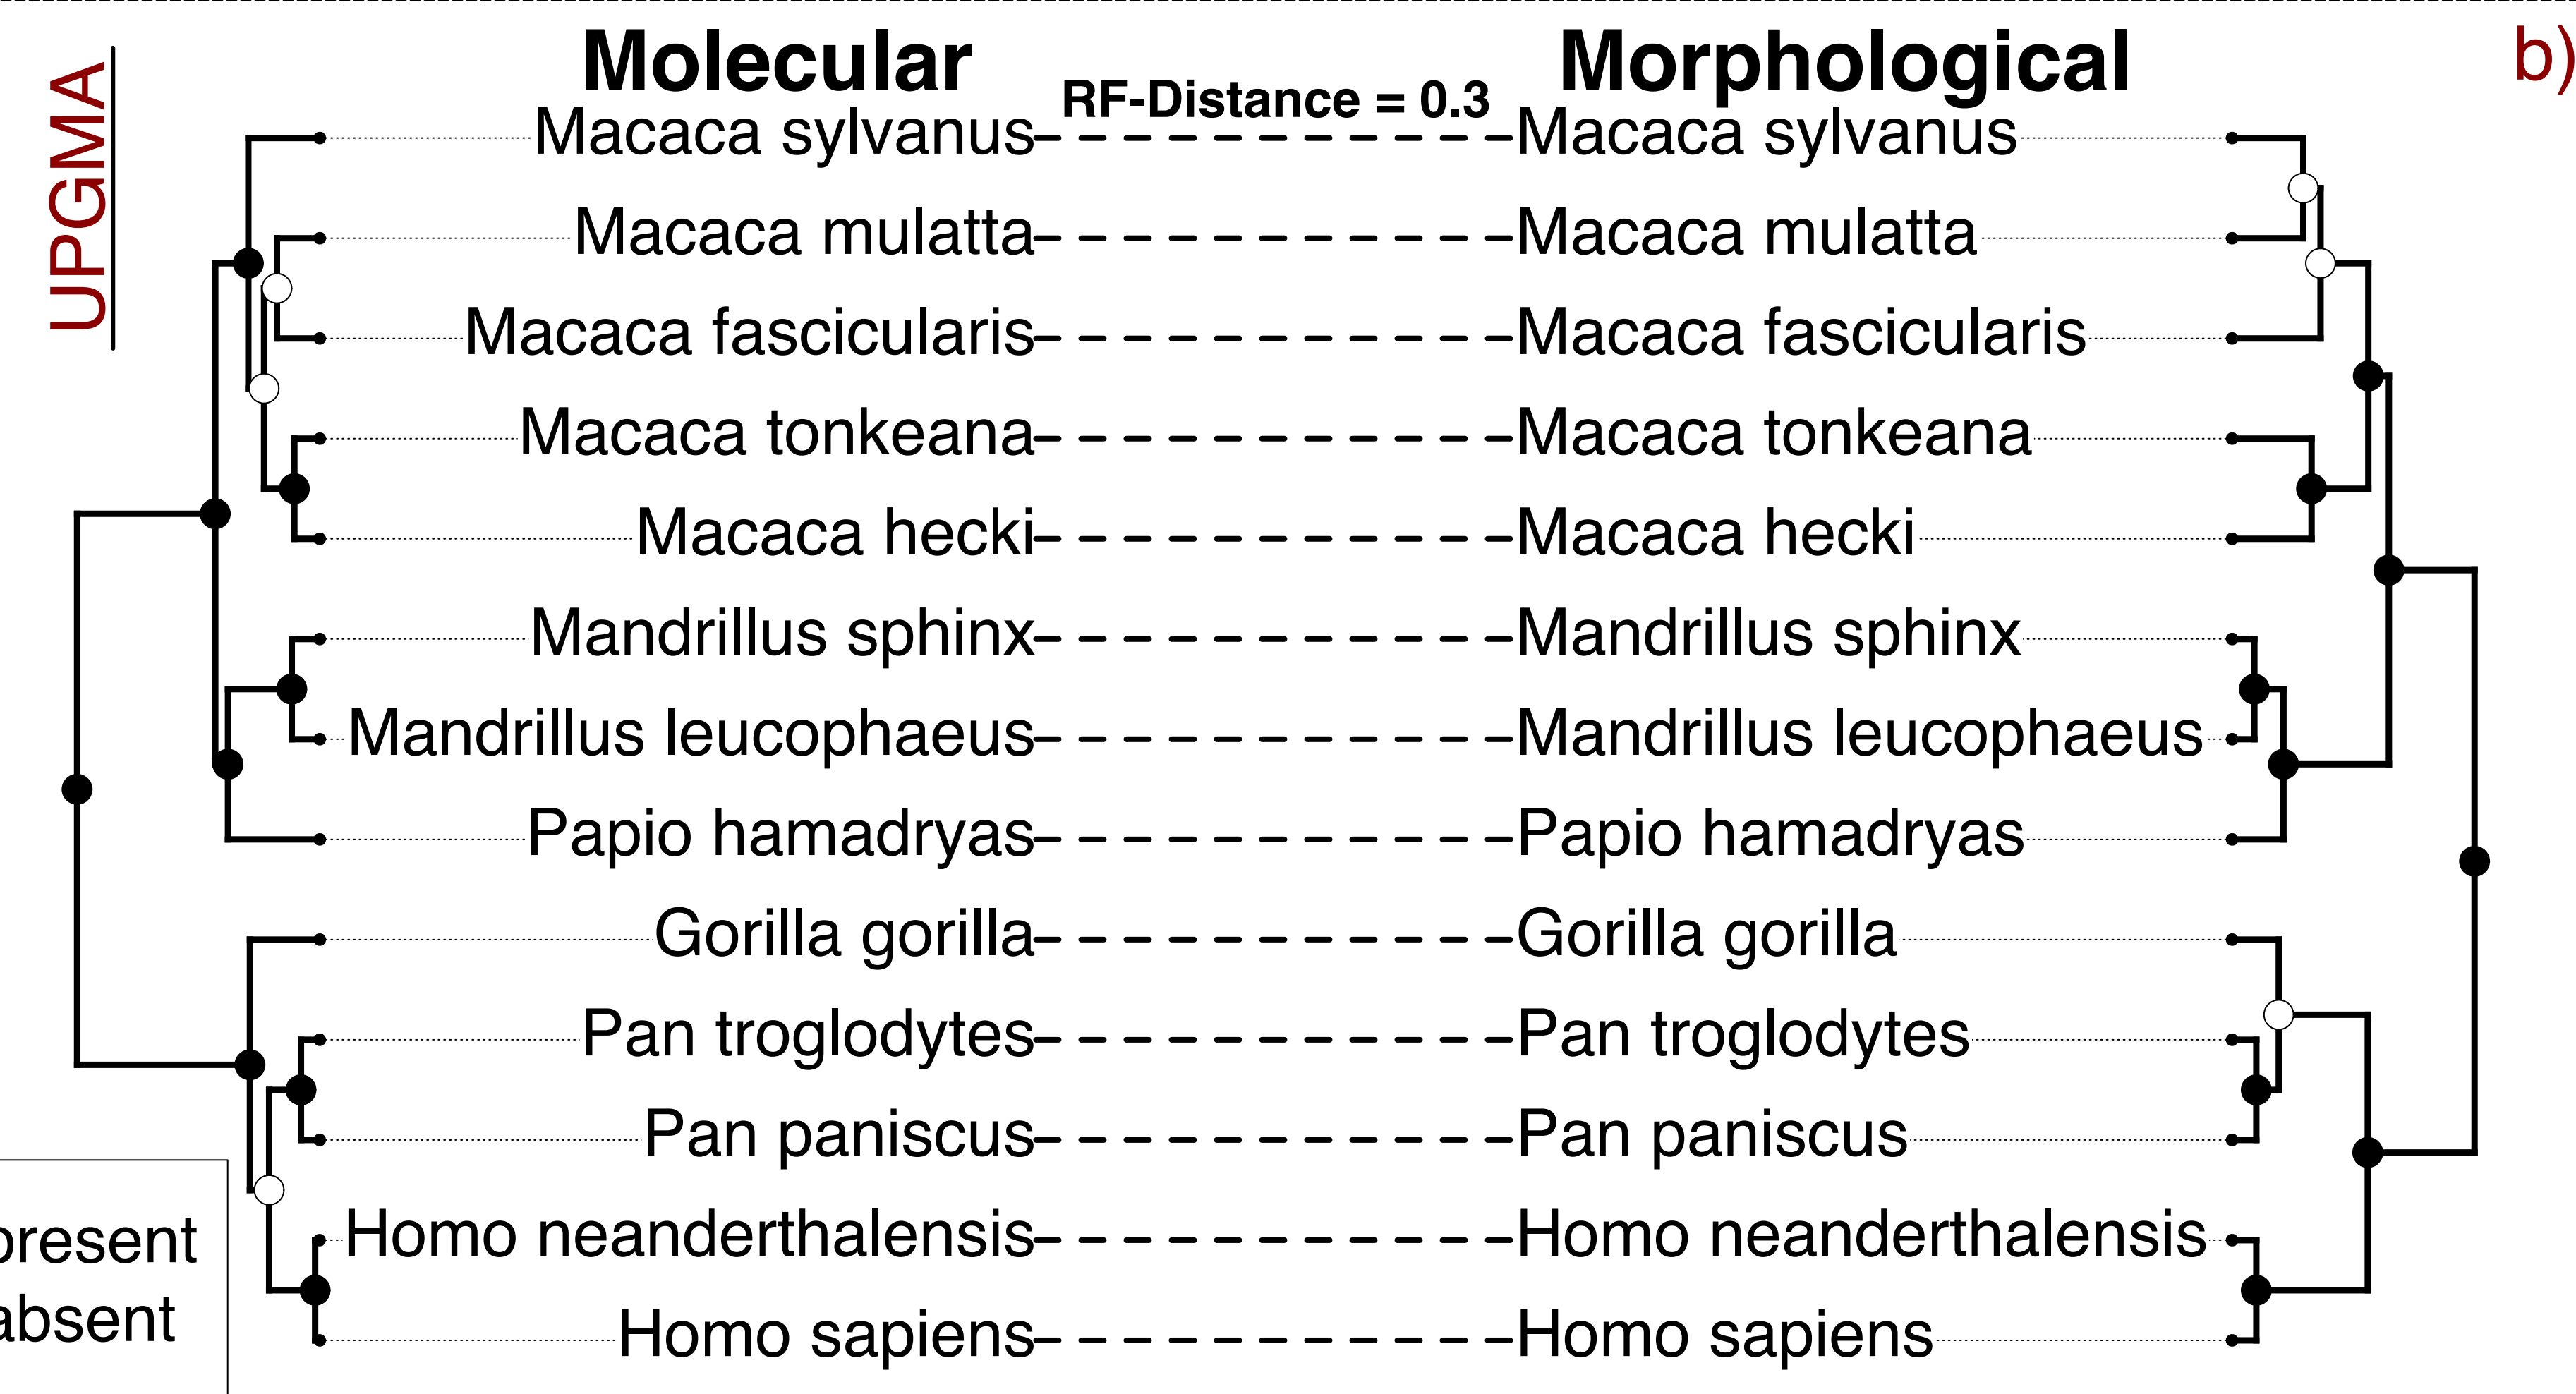 UPGMA
Molecular
RF-Distance = 0.3
Morphological
b)
Macaca sylvanus
Macaca sylvanus
Macaca mulatta
Macaca mulatta
Macaca fascicularis
Macaca fascicularis
Macaca tonkeana
Macaca tonkeana
Macaca hecki
Macaca hecki
Mandrillus sphinx
Mandrillus sphinx
Mandrillus leucophaeus
Mandrillus leucophaeus
Papio hamadryas
Papio hamadryas
Gorilla gorilla
Gorilla gorilla
Pan troglodytes
Pan troglodytes
Pan paniscus
Pan paniscus
Homo neanderthalensis
Homo neanderthalensis
Homo sapiens
Homo sapiens
present
absent